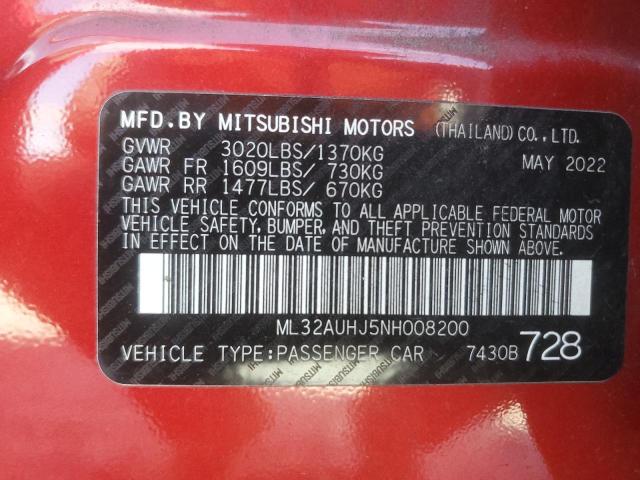 MFD.BY MITSUBISHI MOTORS (THAILAND) CO., LTD.
GVWR 3020LBS/1370KG MAY 2022
GAWR FR 1609LBS/ 730KG
GAWR RR 1477LBS/ 670KG
THIS VEHICLE CONFORMS TO ALL APPLICABLE FEDERAL MOTOR
VEHICLE SAFETY, BUMPER, AND THEFT PREVENTION STANDARDS
IN EFFECT ON THE DATE OF MANUFACTURE SHOWN ABOVE.
ML32AUHJ5NH008200
VEHICLE TYPE:PASSENGER CAR 7430B 728